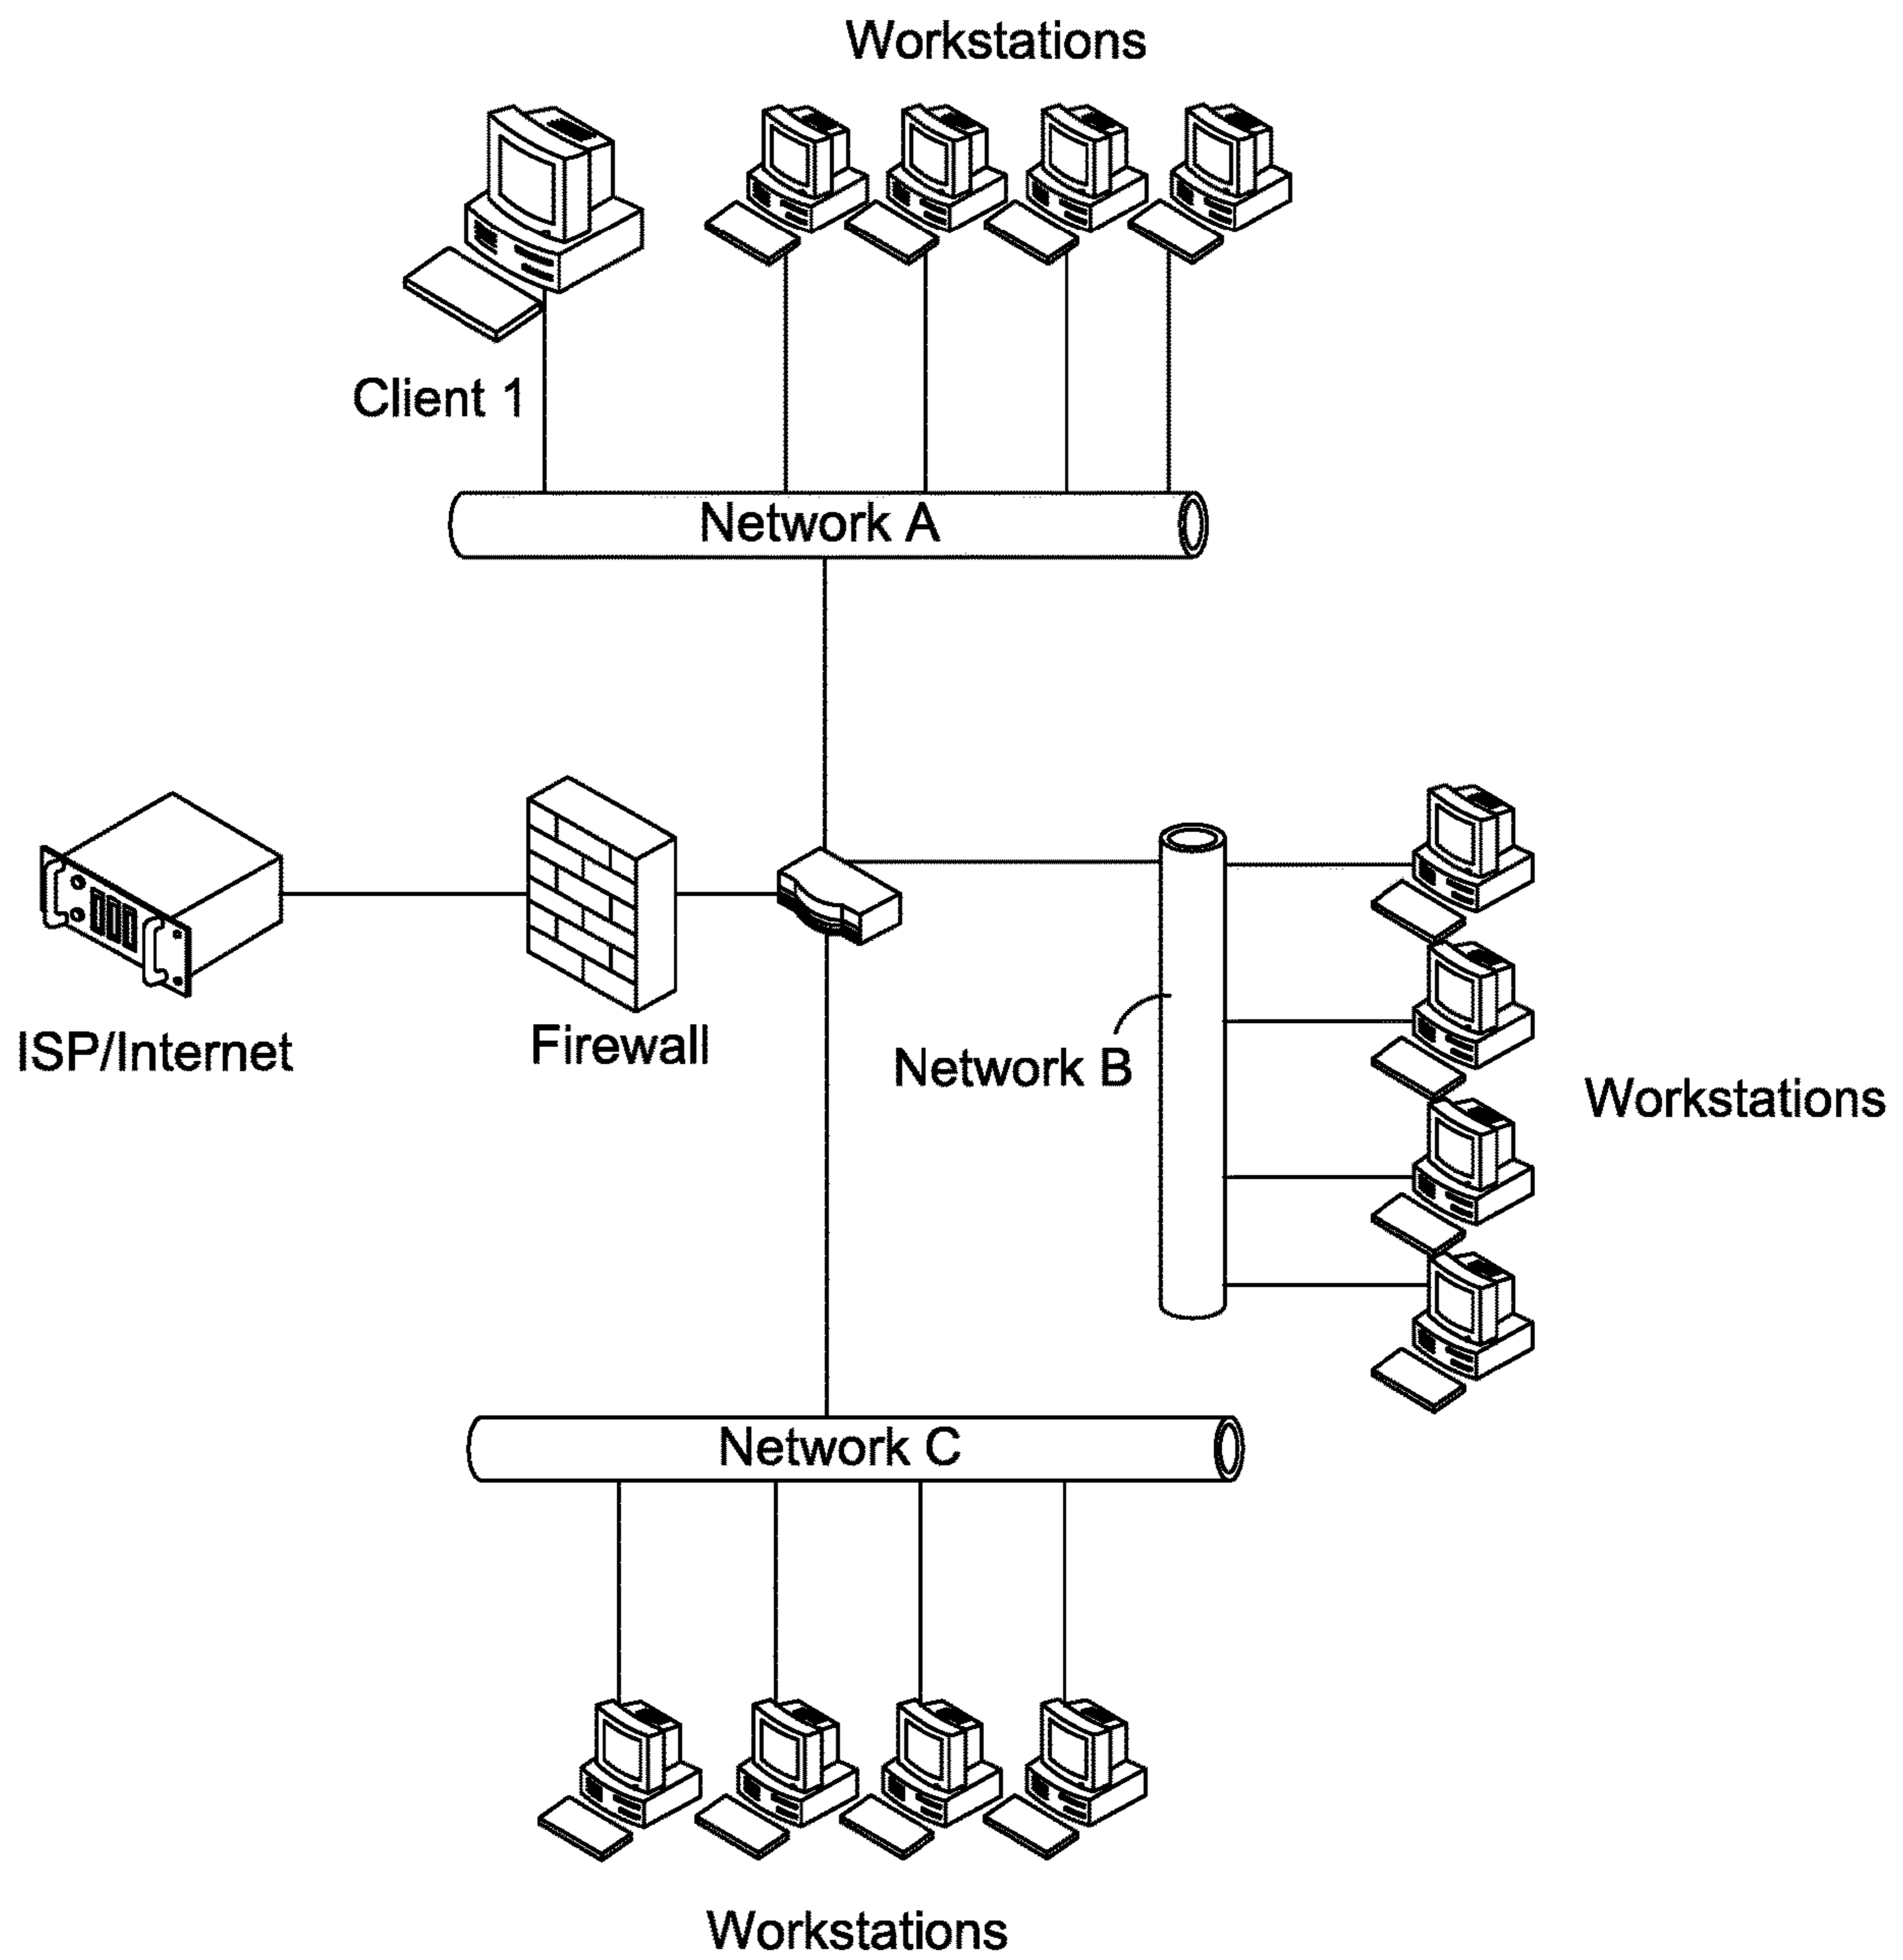 Workstations
Client 1
Network A
ISP/Internet
Firewall
Network B
Workstations
Network C
Workstations